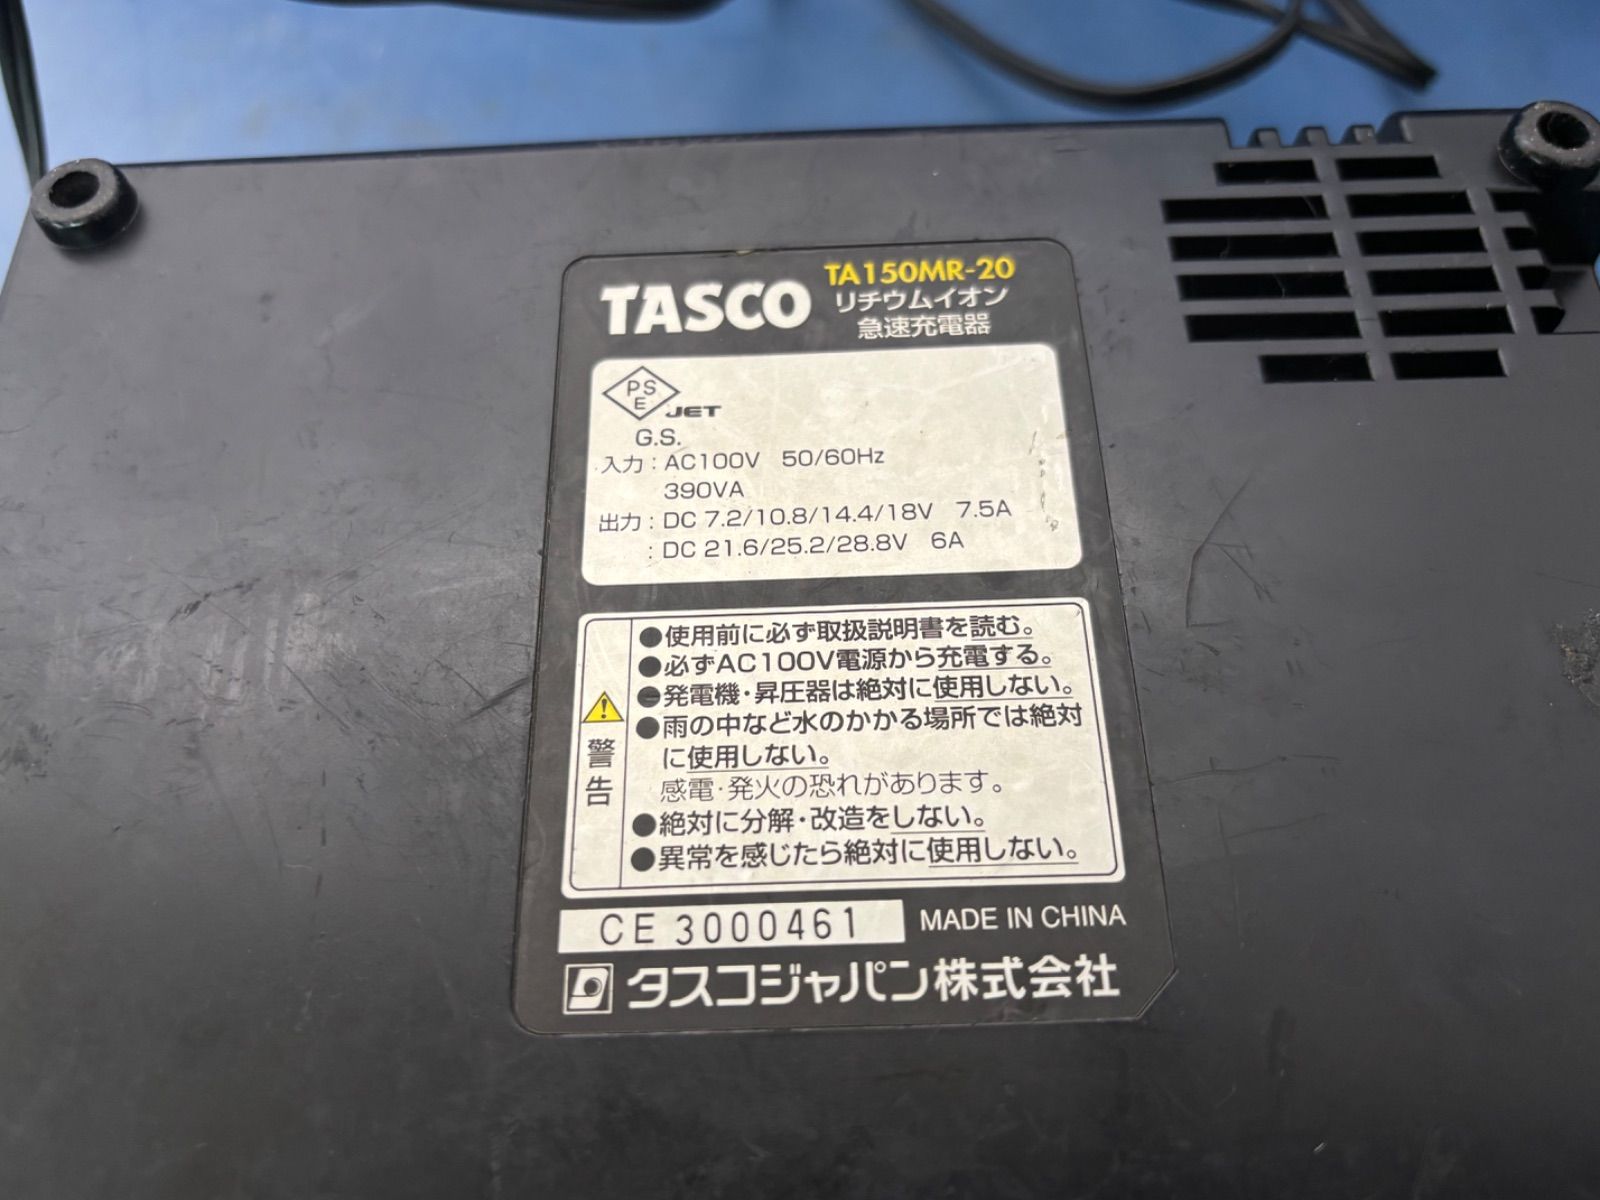 TASCO
TA150MR-20
リチウムイオン
急速充電器
PSE JET
G.S.
入力：AC100V 50/60Hz
390VA
出力：DC 7.2/10.8/14.4/18V 7.5A
：DC 21.6/25.2/28.8V 6A
警告
●使用前に必ず取扱説明書を読む。
●必ずAC100V電源から充電する。
●発電機・昇圧器は絶対に使用しない。
●雨の中など水のかかる場所では絶対
に使用しない。
感電・発火の恐れがあります。
●絶対に分解・改造をしない。
●異常を感じたら絶対に使用しない。
CE 3000461
MADE IN CHINA
タスコジャパン株式会社